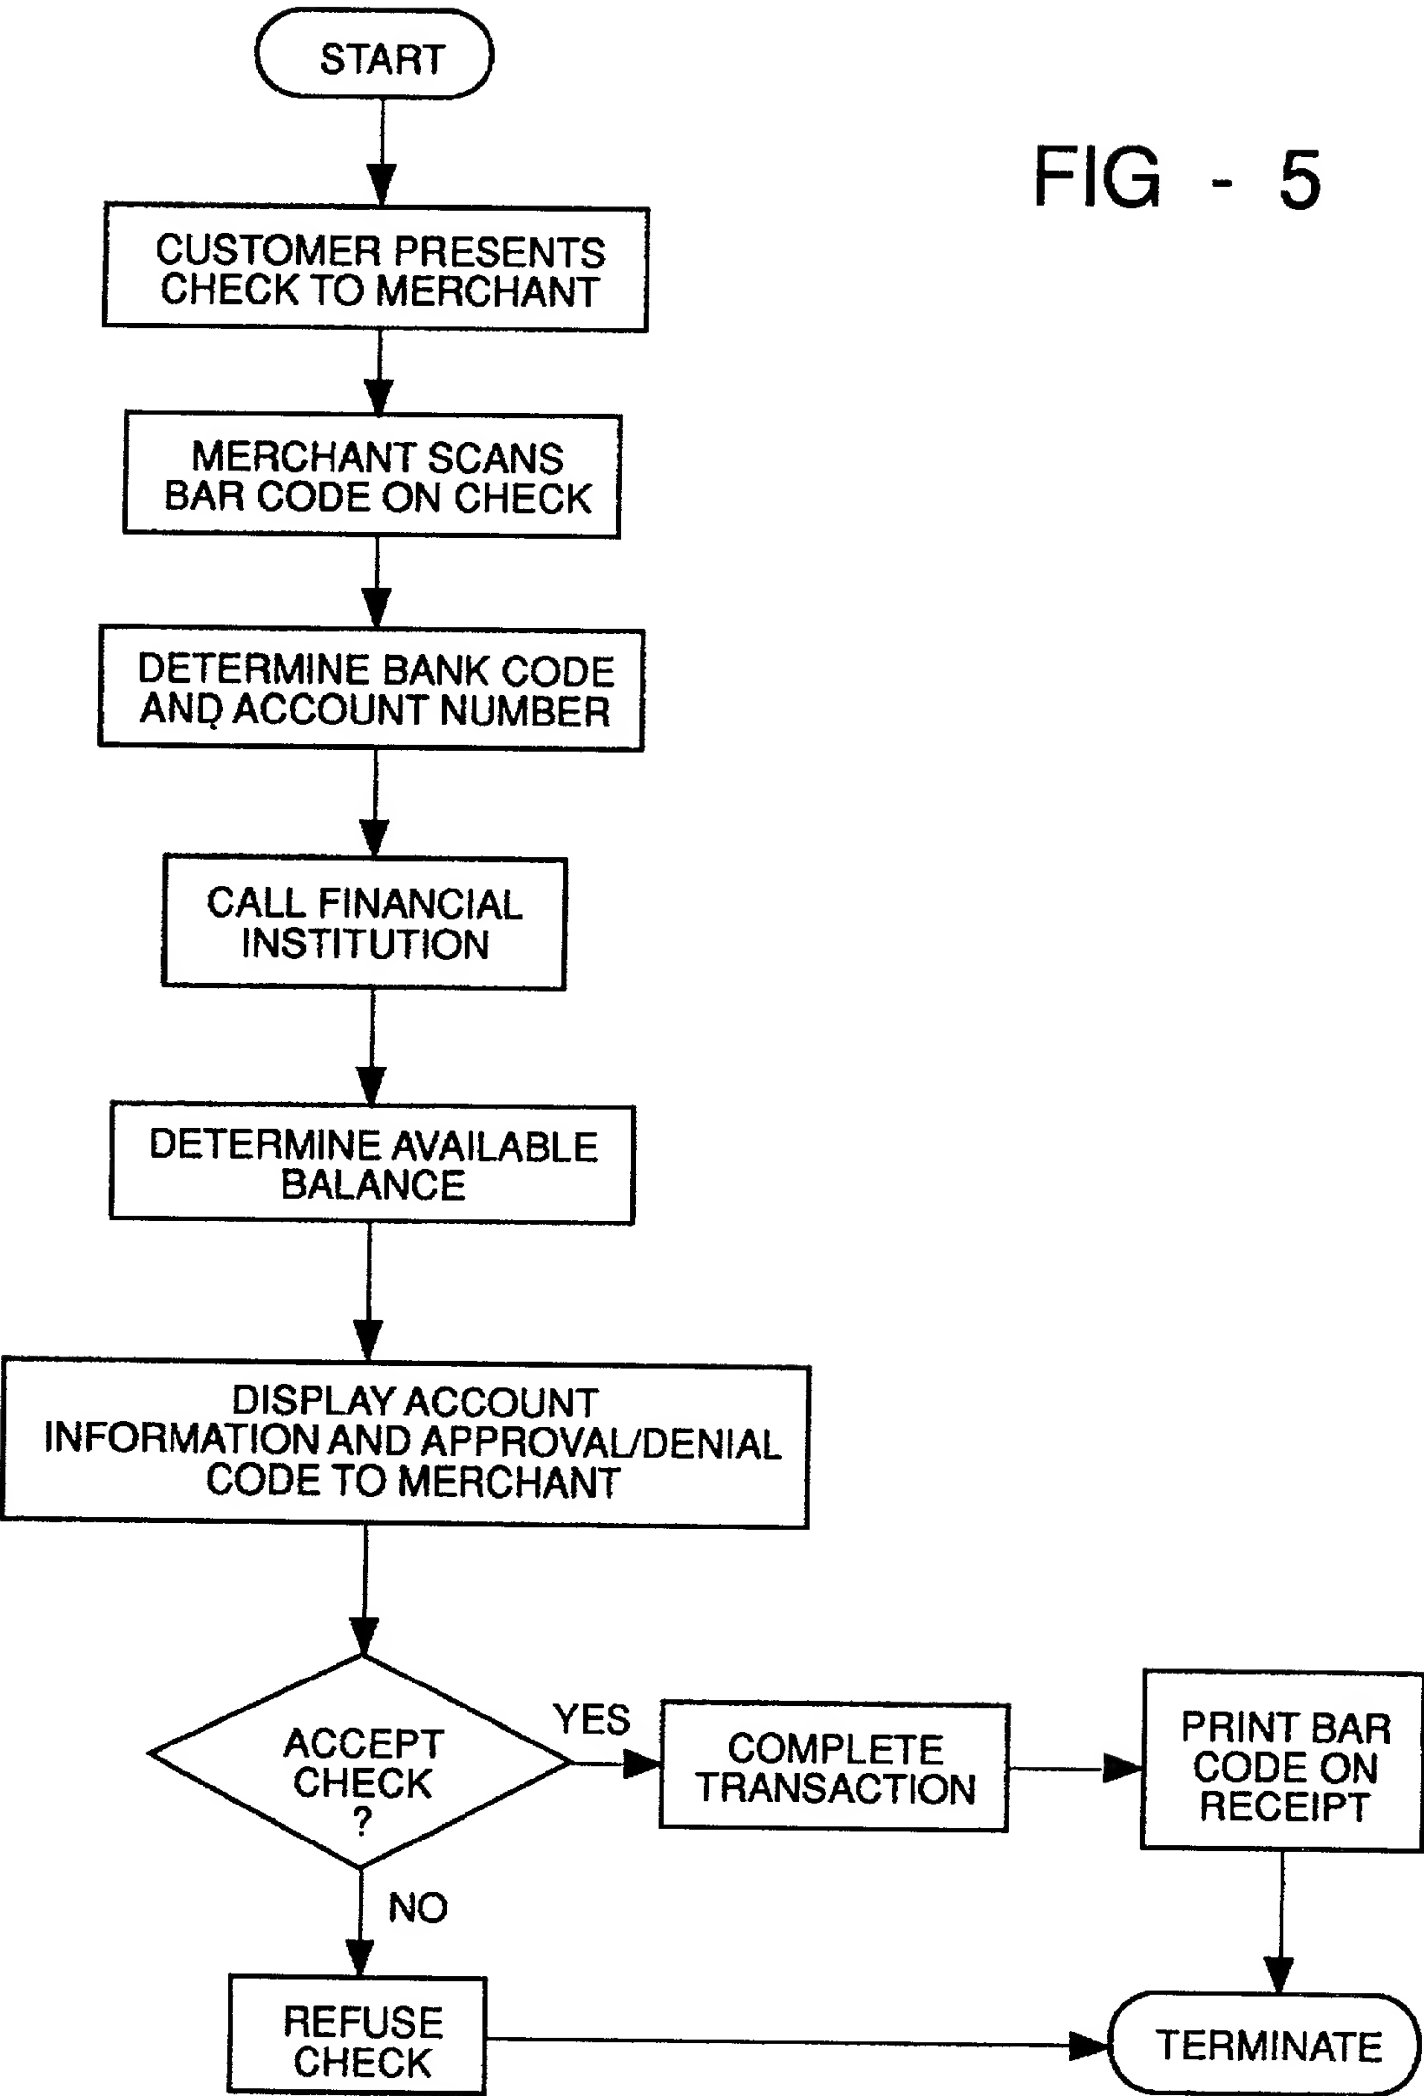 START
FIG - 5
CUSTOMER PRESENTS
CHECK TO MERCHANT
MERCHANT SCANS
BAR CODE ON CHECK
DETERMINE BANK CODE
AND ACCOUNT NUMBER
CALL FINANCIAL
INSTITUTION
DETERMINE AVAILABLE
BALANCE
DISPLAY ACCOUNT
INFORMATION AND APPROVAL/DENIAL
CODE TO MERCHANT
ACCEPT
CHECK
?
YES
COMPLETE
TRANSACTION
PRINT BAR
CODE ON
RECEIPT
NO
REFUSE
CHECK
TERMINATE